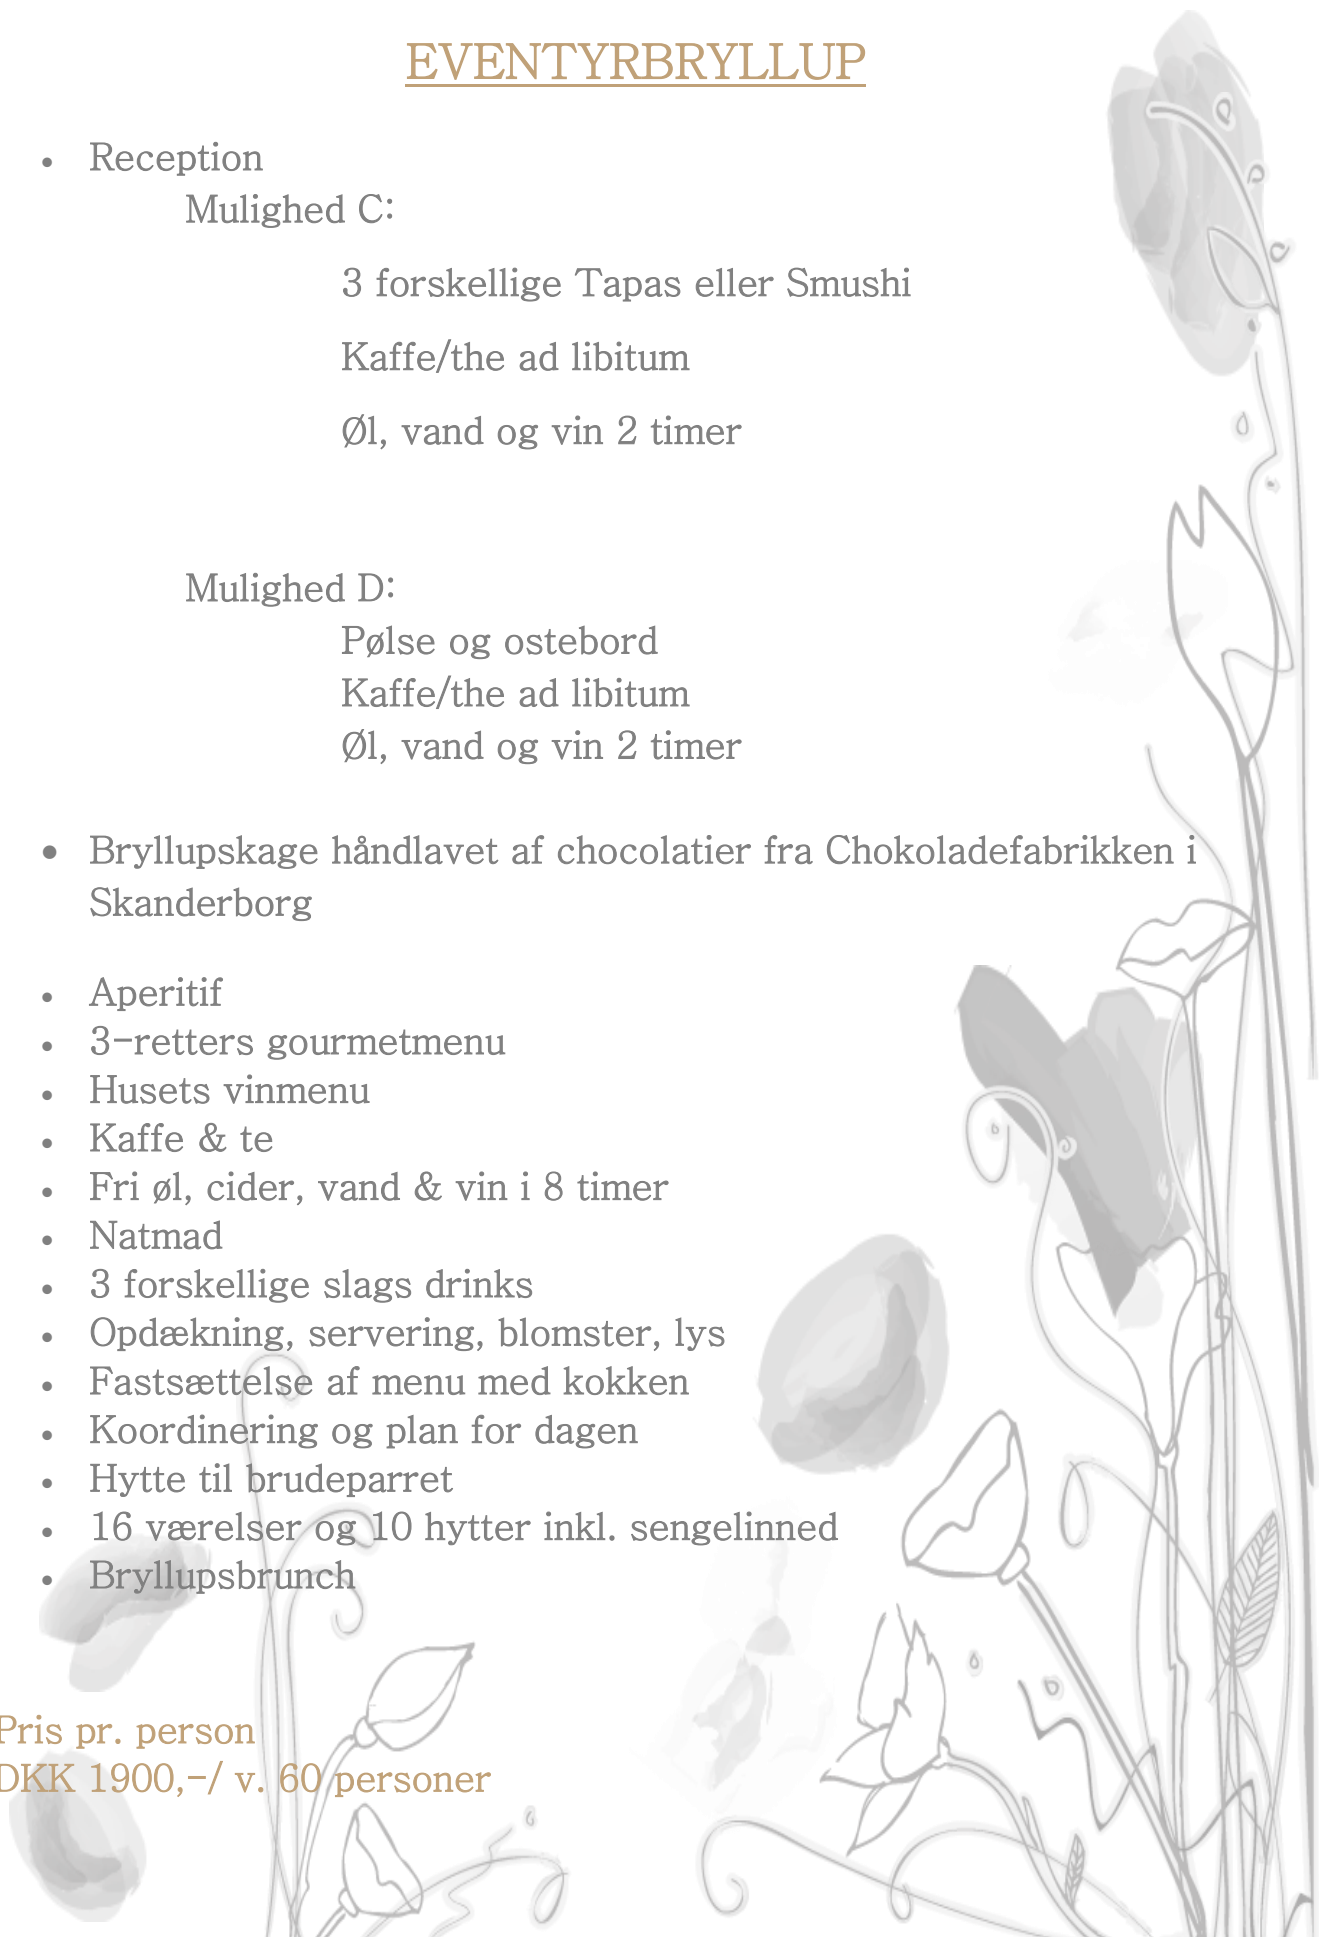 EVENTYRBRYLLUP
• Reception
Mulighed C:
3 forskellige Tapas eller Smushi
Kaffe/the ad libitum
Øl, vand og vin 2 timer
Mulighed D:
Pølse og ostebord
Kaffe/the ad libitum
Øl, vand og vin 2 timer
• Bryllupskage håndlavet af chocolatier fra Chokoladefabrikken i
Skanderborg
• Aperitif
• 3-retters gourmetmenu
• Husets vinmenu
• Kaffe & te
• Fri øl, cider, vand & vin i 8 timer
• Natmad
• 3 forskellige slags drinks
• Opdækning, servering, blomster, lys
• Fastsættelse af menu med kokken
• Koordinering og plan for dagen
• Hytte til brudeparret
• 16 værelser og 10 hytter inkl. sengelinned
• Bryllupsbrunch
Pris pr. person
DKK 1900,-/ v. 60 personer